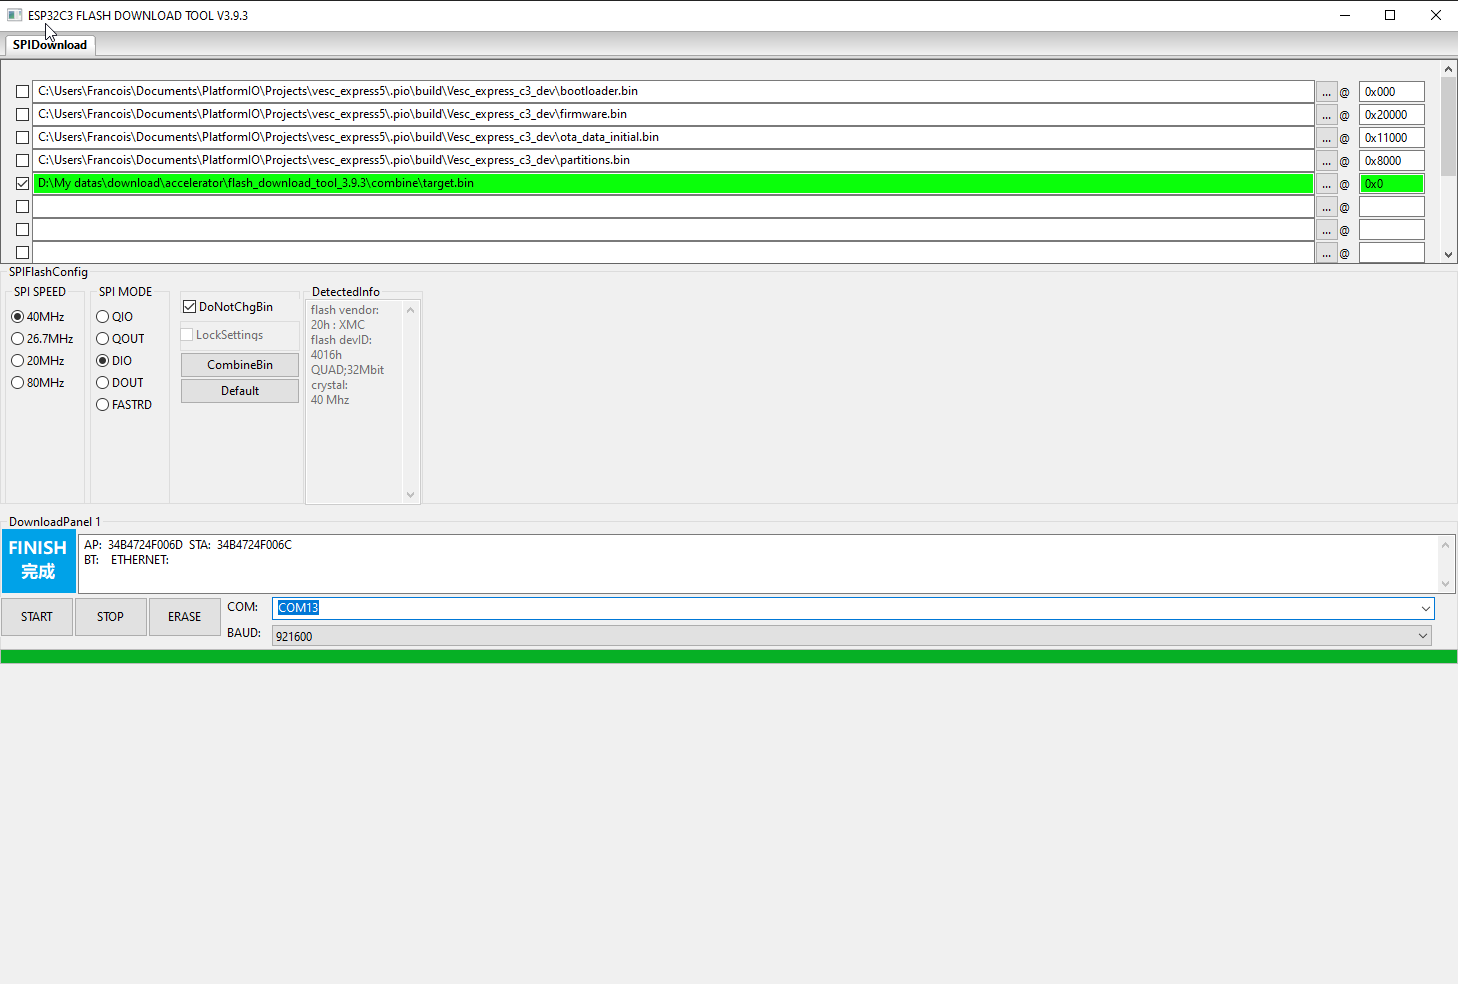 ESP32C3 FLASH DOWNLOAD TOOL V3.9.3
SPIDownload
C:\Users\Francois\Documents\PlatformIO\Projects\vesc_express5\.pio\build\Vesc_express_c3_dev\bootloader.bin ... @ 0x000
C:\Users\Francois\Documents\PlatformIO\Projects\vesc_express5\.pio\build\Vesc_express_c3_dev\firmware.bin ... @ 0x20000
C:\Users\Francois\Documents\PlatformIO\Projects\vesc_express5\.pio\build\Vesc_express_c3_dev\ota_data_initial.bin ... @ 0x11000
C:\Users\Francois\Documents\PlatformIO\Projects\vesc_express5\.pio\build\Vesc_express_c3_dev\partitions.bin ... @ 0x8000
D:\My datas\download\accelerator\flash_download_tool_3.9.3\combine\target.bin ... @ 0x0
... @
... @
... @
SPIFlashConfig
SPI SPEED
40MHz
26.7MHz
20MHz
80MHz
SPI MODE
QIO
QOUT
DIO
DOUT
FASTRD
DoNotChgBin
LockSettings
CombineBin
Default
DetectedInfo
flash vendor:
20h : XMC
flash devID:
4016h
QUAD;32Mbit
crystal:
40 Mhz
DownloadPanel 1
FINISH
完成
AP: 34B4724F006D STA: 34B4724F006C
BT: ETHERNET:
START STOP ERASE
COM: COM13
BAUD: 921600